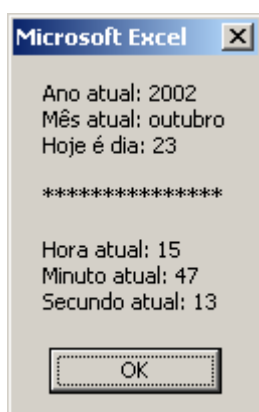 Microsoft Excel
Ano atual: 2002
Mês atual: outubro
Hoje é dia: 23
***************
Hora atual: 15
Minuto atual: 47
Secundo atual: 13
OK